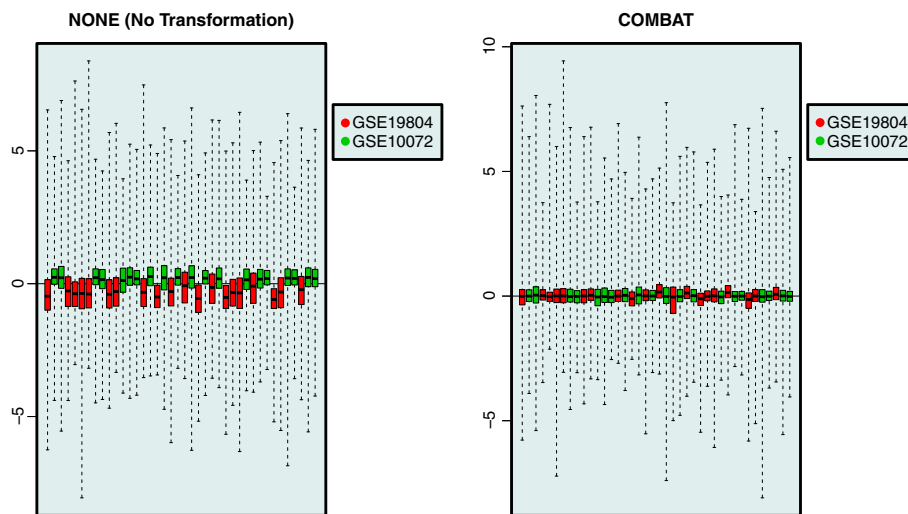 NONE (No Transformation)
5
0
−5
GSE19804
GSE10072
COMBAT
10
5
0
−5
GSE19804
GSE10072